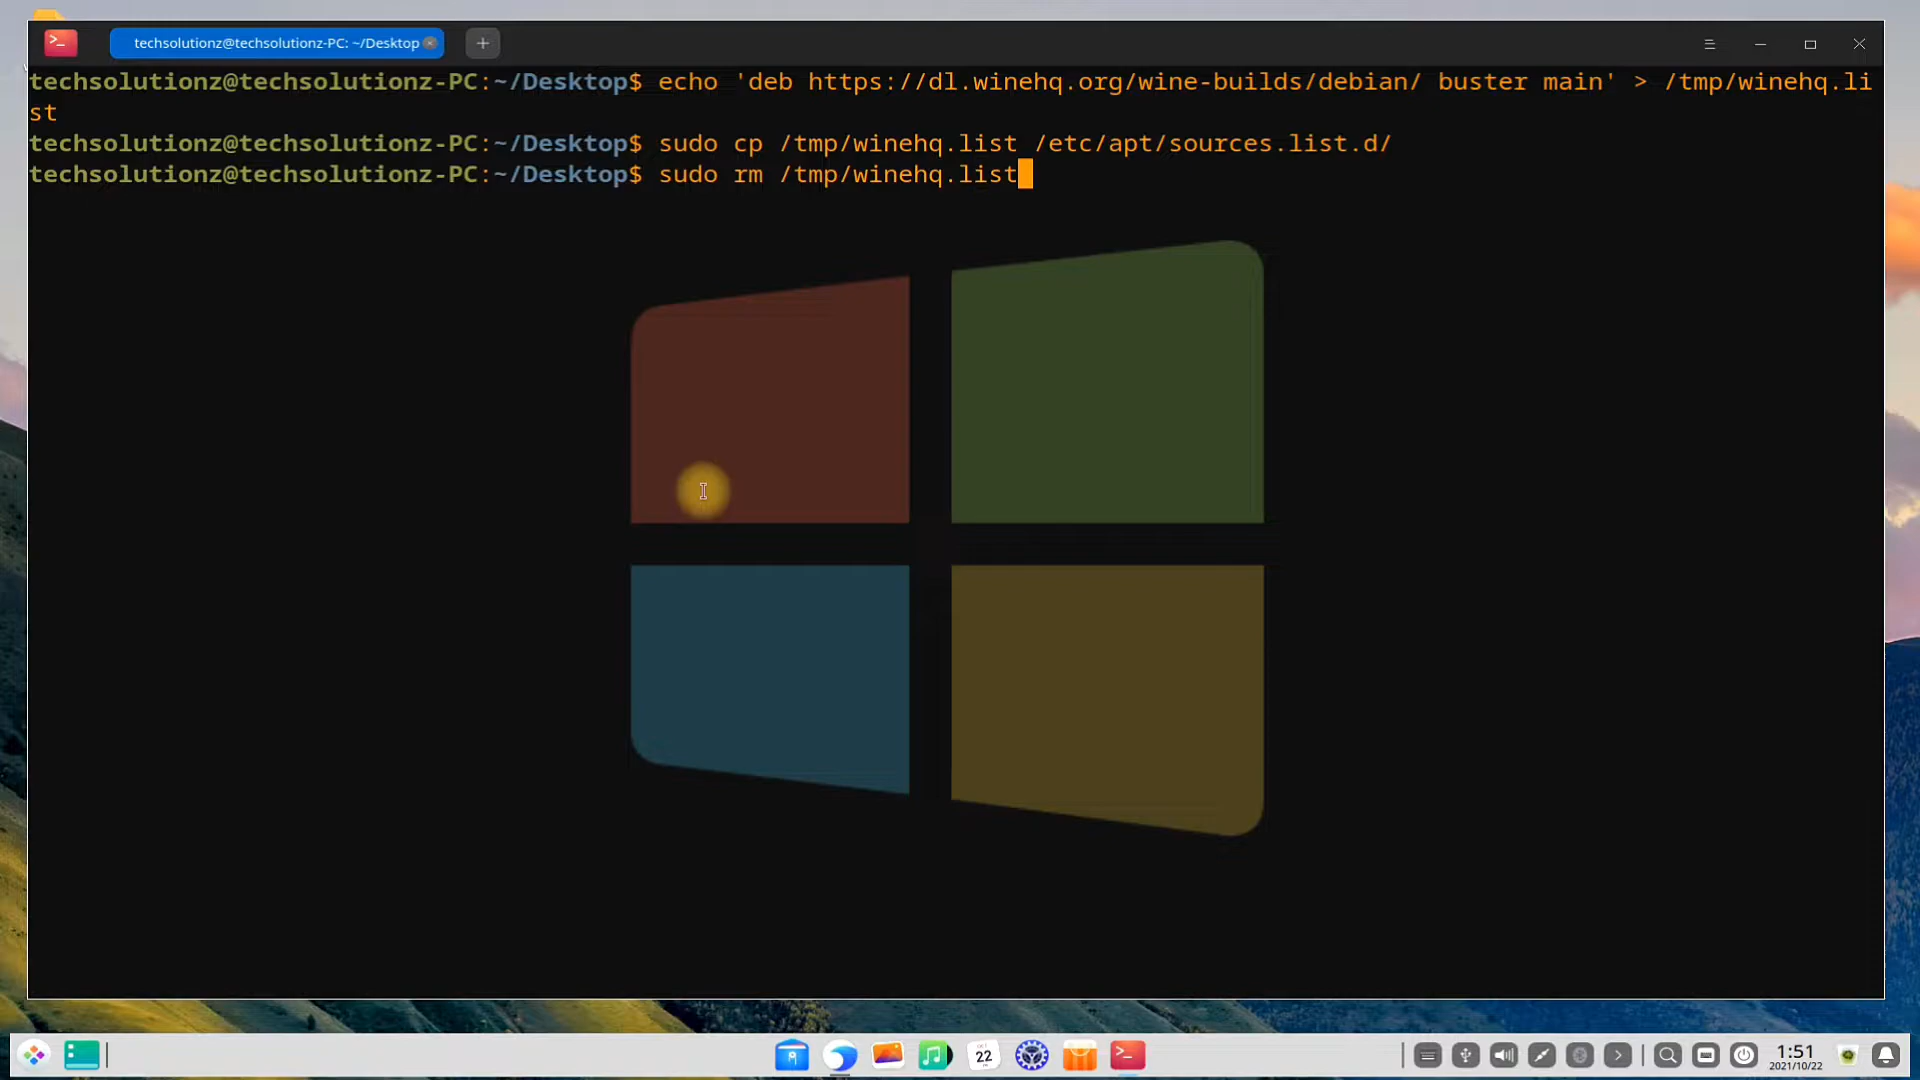 techsolutionz@techsolutionz-PC: ~/Desktop
techsolutionz@techsolutionz-PC:~/Desktop$ echo 'deb https://dl.winehq.org/wine-builds/debian/ buster main' > /tmp/winehq.li
st
techsolutionz@techsolutionz-PC:~/Desktop$ sudo cp /tmp/winehq.list /etc/apt/sources.list.d/
techsolutionz@techsolutionz-PC:~/Desktop$ sudo rm /tmp/winehq.list
22
1:51
2021/10/22